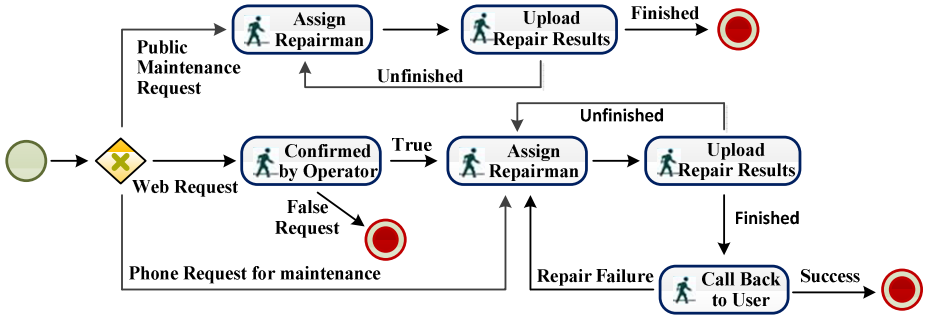 Assign
Repairman
Upload
Repair Results
Finished
Public
Maintenance
Request
Unfinished
Unfinished
Confirmed
by Operator
True
Assign
Repairman
Upload
Repair Results
Web Request
False
Request
Finished
Phone Request for maintenance
Repair Failure
Call Back
to User
Success